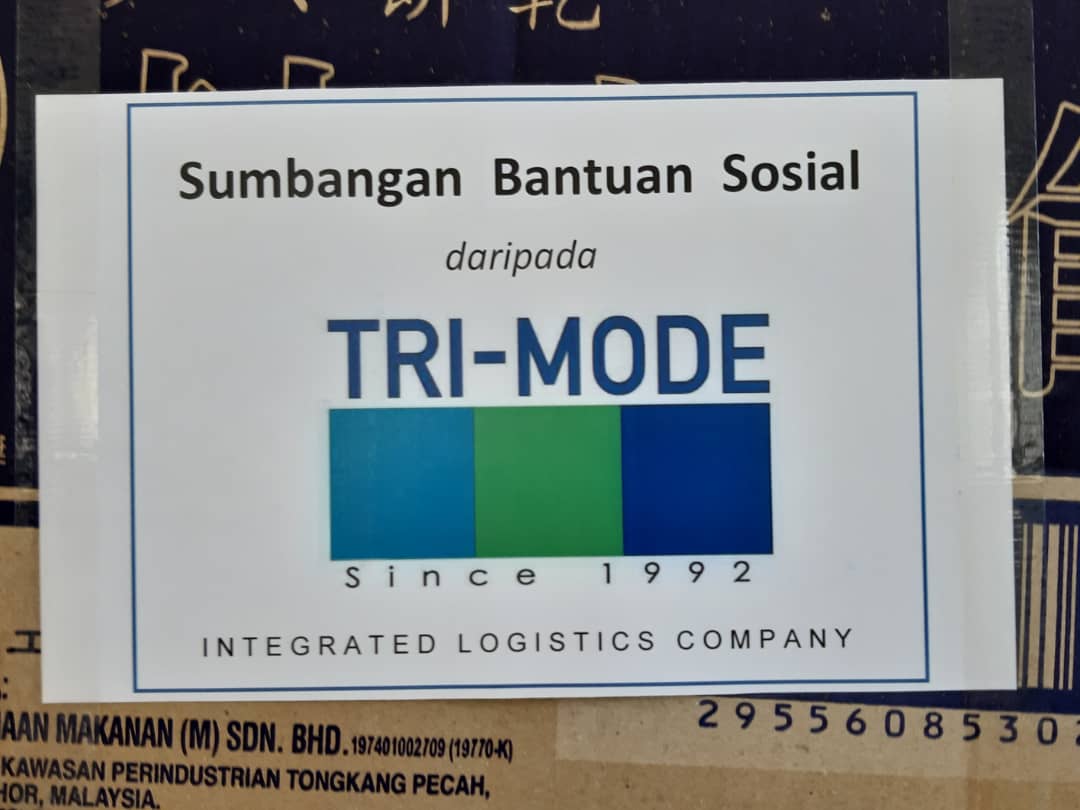 Sumbangan Bantuan Sosial
daripada
TRI-MODE
Since 1992
INTEGRATED LOGISTICS COMPANY
MAKANAN (M) SDN. BHD. 197401002709 (19770-K)
KAWASAN PERINDUSTRIAN TONGKANG PECAH,
MALAYSIA.
29556085302